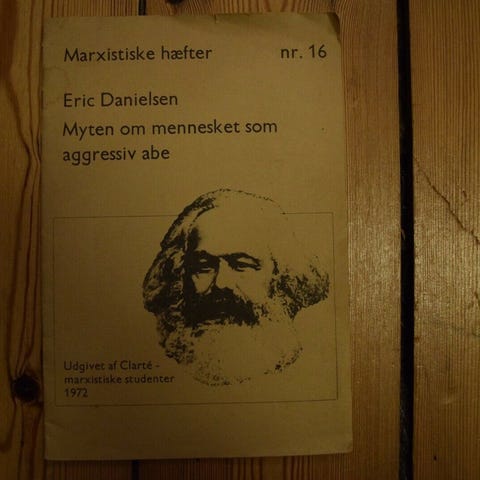 Marxistiske hæfter nr. 16
Eric Danielsen
Myten om mennesket som
aggressiv abe
Udgivet af Clarté -
marxistiske studenter
1972